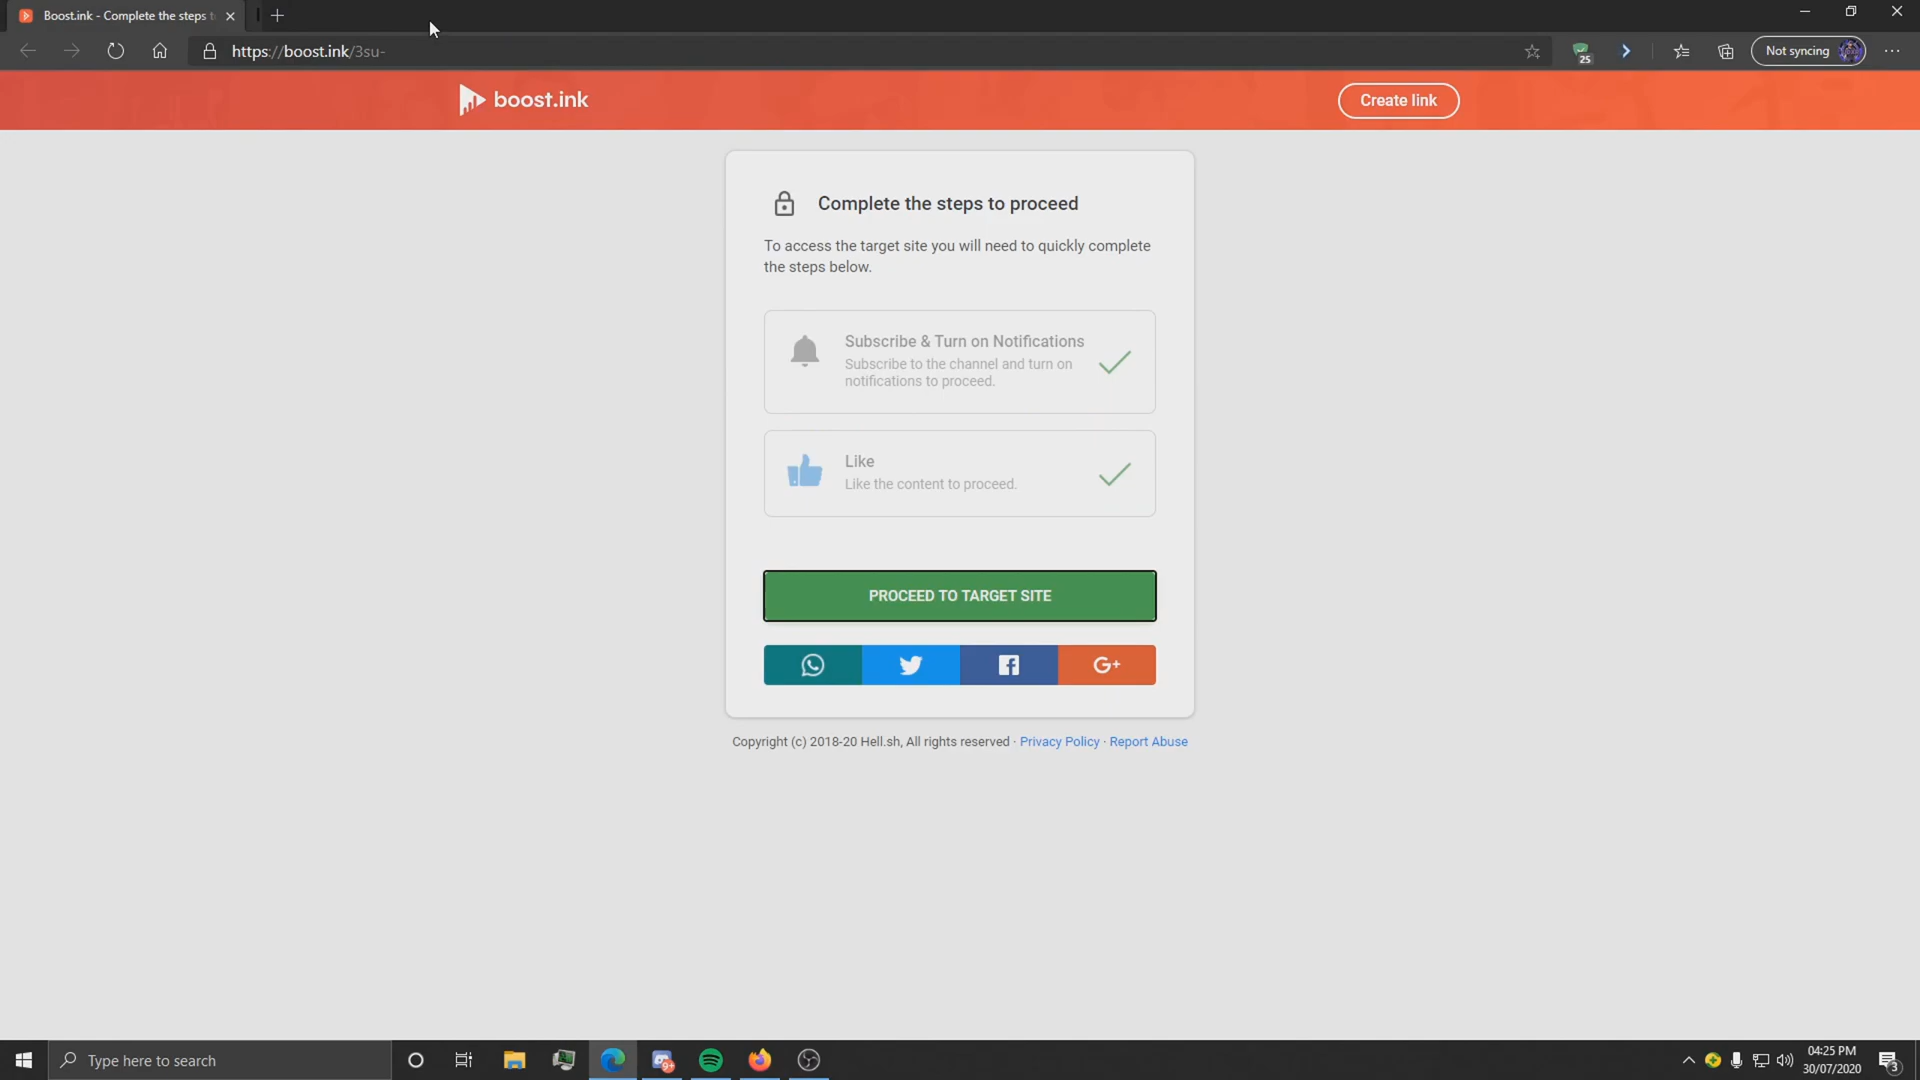 Boost.ink - Complete the steps t
https://boost.ink/3su-
25
Not syncing
boost.ink
Create link
Complete the steps to proceed
To access the target site you will need to quickly complete
the steps below.
Subscribe & Turn on Notifications
Subscribe to the channel and turn on
notifications to proceed.
Like
Like the content to proceed.
PROCEED TO TARGET SITE
G+
Copyright (c) 2018-20 Hell.sh, All rights reserved · Privacy Policy · Report Abuse
Type here to search
9+
04:25 PM
30/07/2020
3